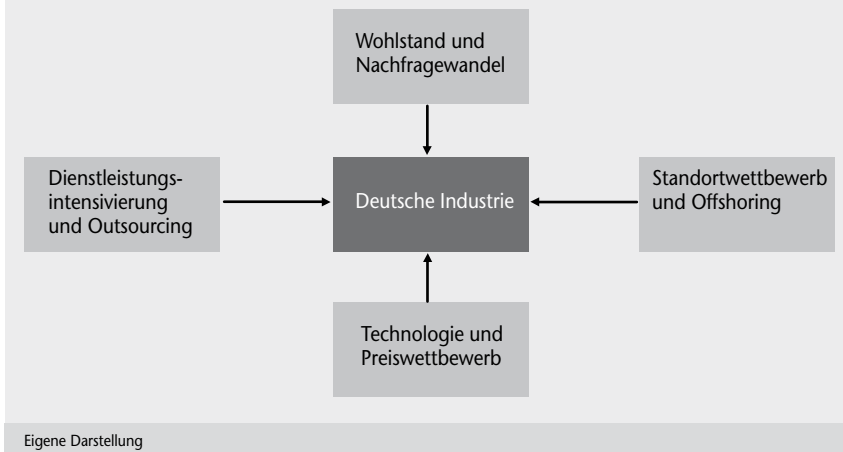 Wohlstand und
Nachfragewandel
Dienstleistungs-
intensivierung
und Outsourcing
Deutsche Industrie
Standortwettbewerb
und Offshoring
Technologie und
Preiswettbewerb
Eigene Darstellung